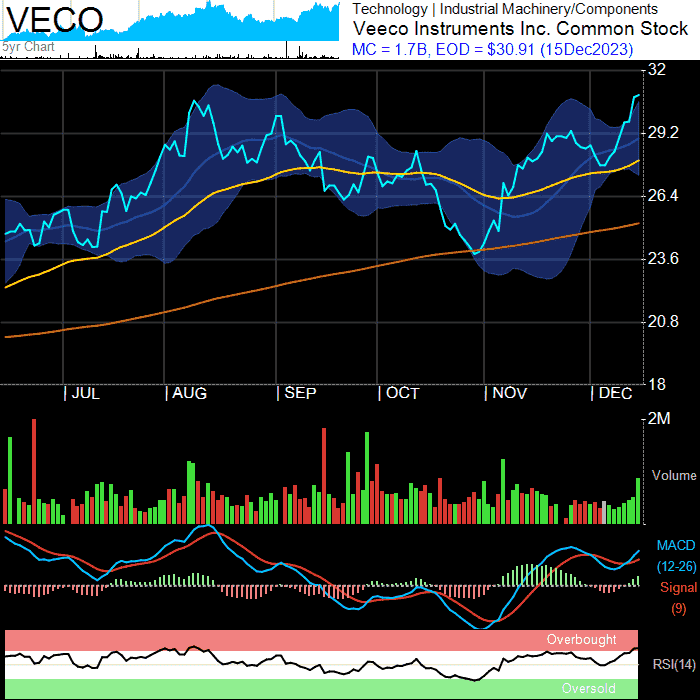 VECO
5yr Chart
Technology | Industrial Machinery/Components
Veeco Instruments Inc. Common Stock
MC = 1.7B, EOD = $30.91 (15Dec2023)
32
29.2
26.4
23.6
20.8
18
| JUL | AUG | SEP | OCT | NOV | DEC
2M
Volume
MACD
(12-26)
Signal
(9)
Overbought
RSI(14)
Oversold